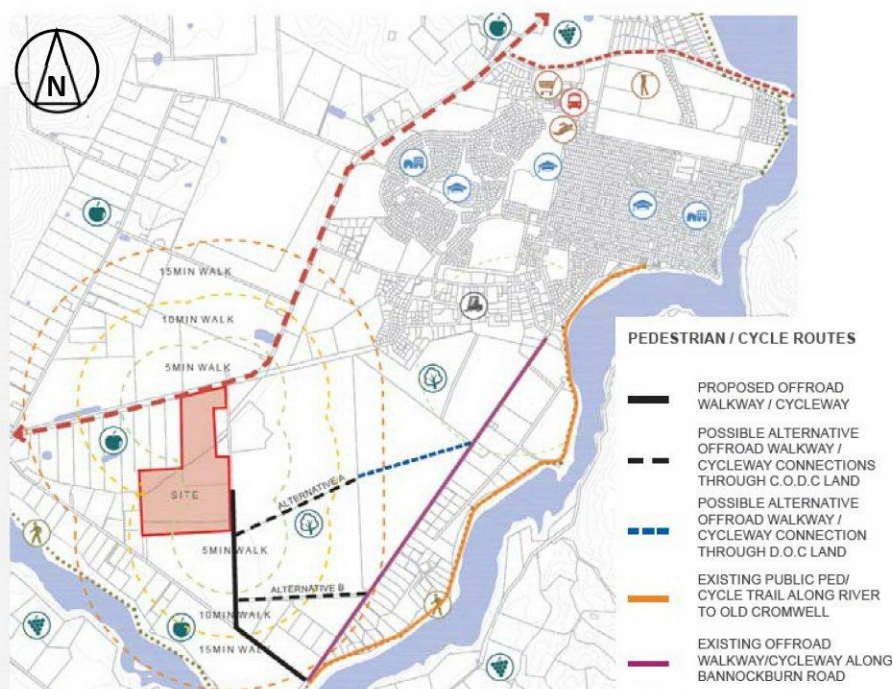 N
15MIN WALK
10MIN WALK
5MIN WALK
SITE
ALTERNATIVE A
5MIN WALK
ALTERNATIVE B
10MIN WALK
15MIN WALK
PEDESTRIAN / CYCLE ROUTES
PROPOSED OFFROAD
WALKWAY / CYCLEWAY
POSSIBLE ALTERNATIVE
OFFROAD WALKWAY /
CYCLEWAY CONNECTIONS
THROUGH C.O.D.C LAND
POSSIBLE ALTERNATIVE
OFFROAD WALKWAY /
CYCLEWAY CONNECTION
THROUGH D.O.C LAND
EXISTING PUBLIC PED/
CYCLE TRAIL ALONG RIVER
TO OLD CROMWELL
EXISTING OFFROAD
WALKWAY/CYCLEWAY ALONG
BANNOCKBURN ROAD